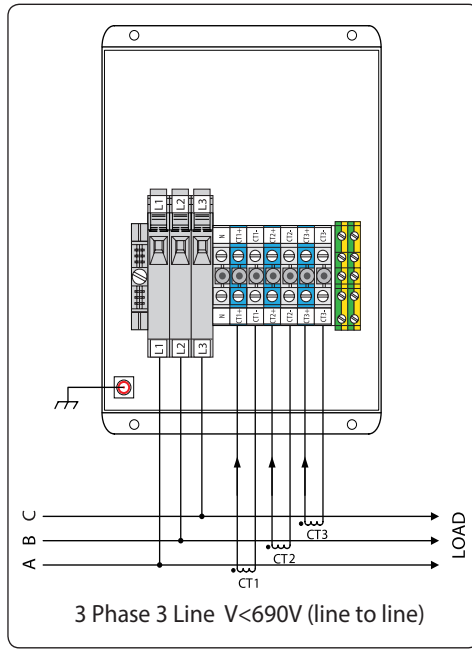 L1 L2 L3
N CT1+ CT1- CT2+ CT2- CT3+ CT3-
N CT1+ CT1- CT2+ CT2- CT3+ CT3-
L1 L2 L3
C
CT3
B
CT2
A
CT1
LOAD
3 Phase 3 Line V<690V (line to line)